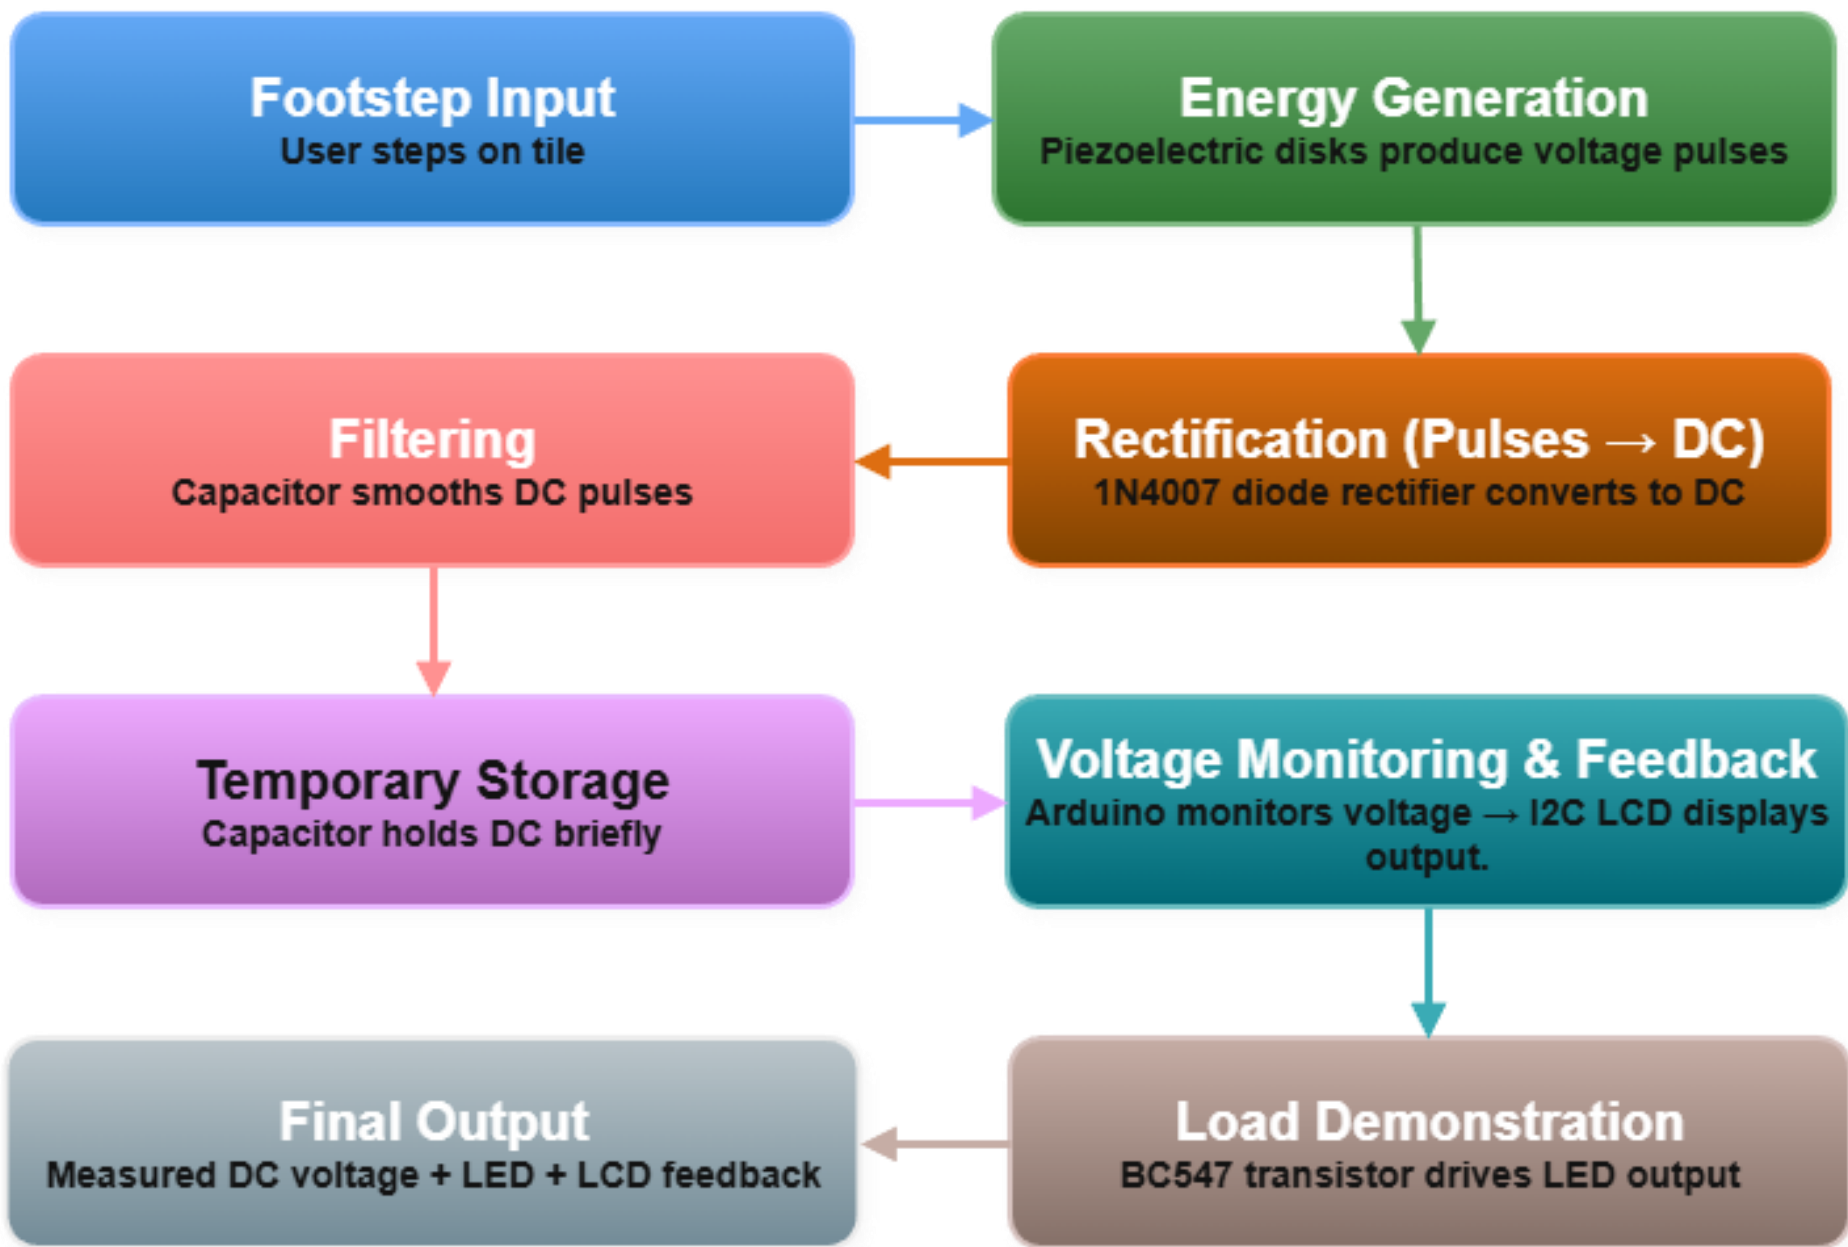 Footstep Input
User steps on tile
Energy Generation
Piezoelectric disks produce voltage pulses
Rectification (Pulses → DC)
1N4007 diode rectifier converts to DC
Filtering
Capacitor smooths DC pulses
Temporary Storage
Capacitor holds DC briefly
Voltage Monitoring & Feedback
Arduino monitors voltage → I2C LCD displays
output.
Load Demonstration
BC547 transistor drives LED output
Final Output
Measured DC voltage + LED + LCD feedback